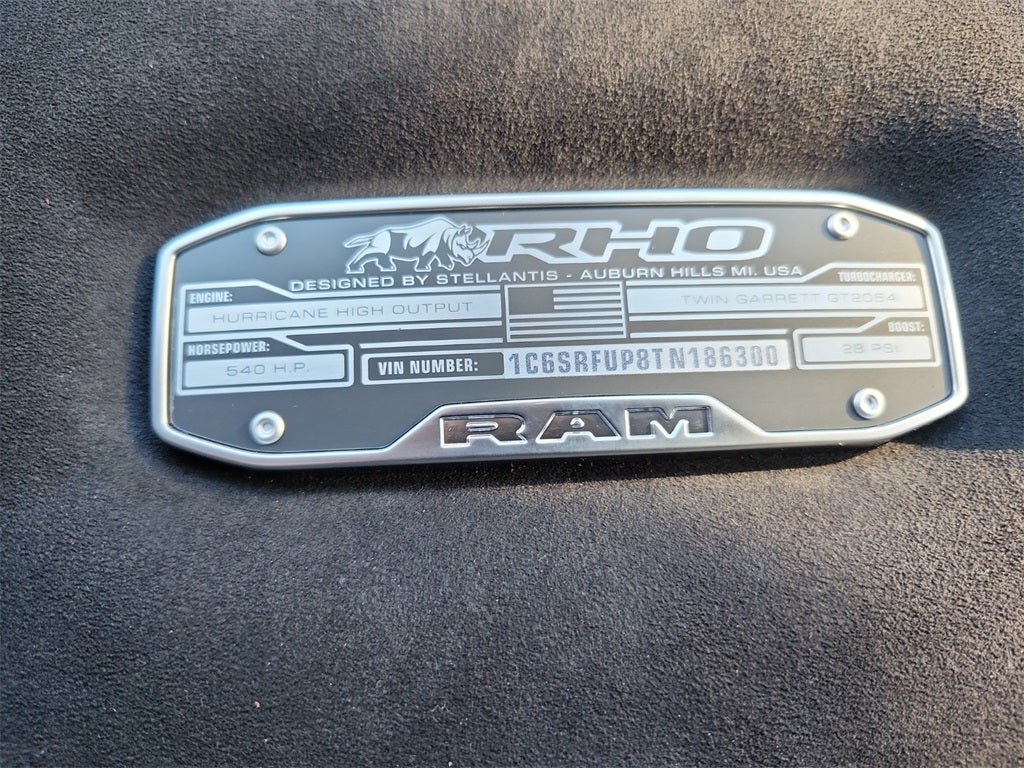 RHO
DESIGNED BY STELLANTIS - AUBURN HILLS MI. USA
ENGINE:
HURRICANE HIGH OUTPUT
TURBOCHARGER:
TWIN GARRETT GT2054
HORSEPOWER:
540 H.P.
VIN NUMBER: 1C6SRFUP8TN186300
BOOST:
28 PSI
RAM